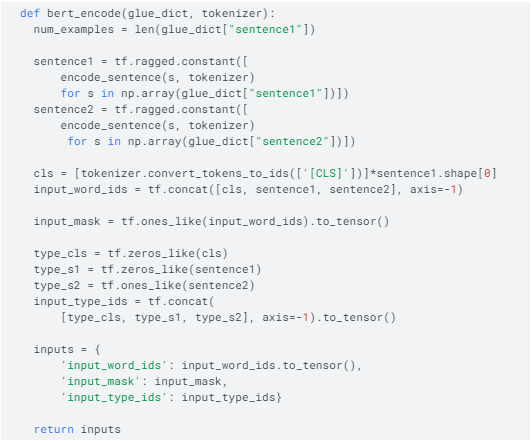 def bert_encode(glue_dict, tokenizer):
  num_examples = len(glue_dict["sentence1"])

  sentence1 = tf.ragged.constant([
      encode_sentence(s, tokenizer)
      for s in np.array(glue_dict["sentence1"])])
  sentence2 = tf.ragged.constant([
      encode_sentence(s, tokenizer)
       for s in np.array(glue_dict["sentence2"])])

  cls = [tokenizer.convert_tokens_to_ids(['[CLS]'])]*sentence1.shape[0]
  input_word_ids = tf.concat([cls, sentence1, sentence2], axis=-1)

  input_mask = tf.ones_like(input_word_ids).to_tensor()

  type_cls = tf.zeros_like(cls)
  type_s1 = tf.zeros_like(sentence1)
  type_s2 = tf.ones_like(sentence2)
  input_type_ids = tf.concat(
      [type_cls, type_s1, type_s2], axis=-1).to_tensor()

  inputs = {
      'input_word_ids': input_word_ids.to_tensor(),
      'input_mask': input_mask,
      'input_type_ids': input_type_ids}

  return inputs